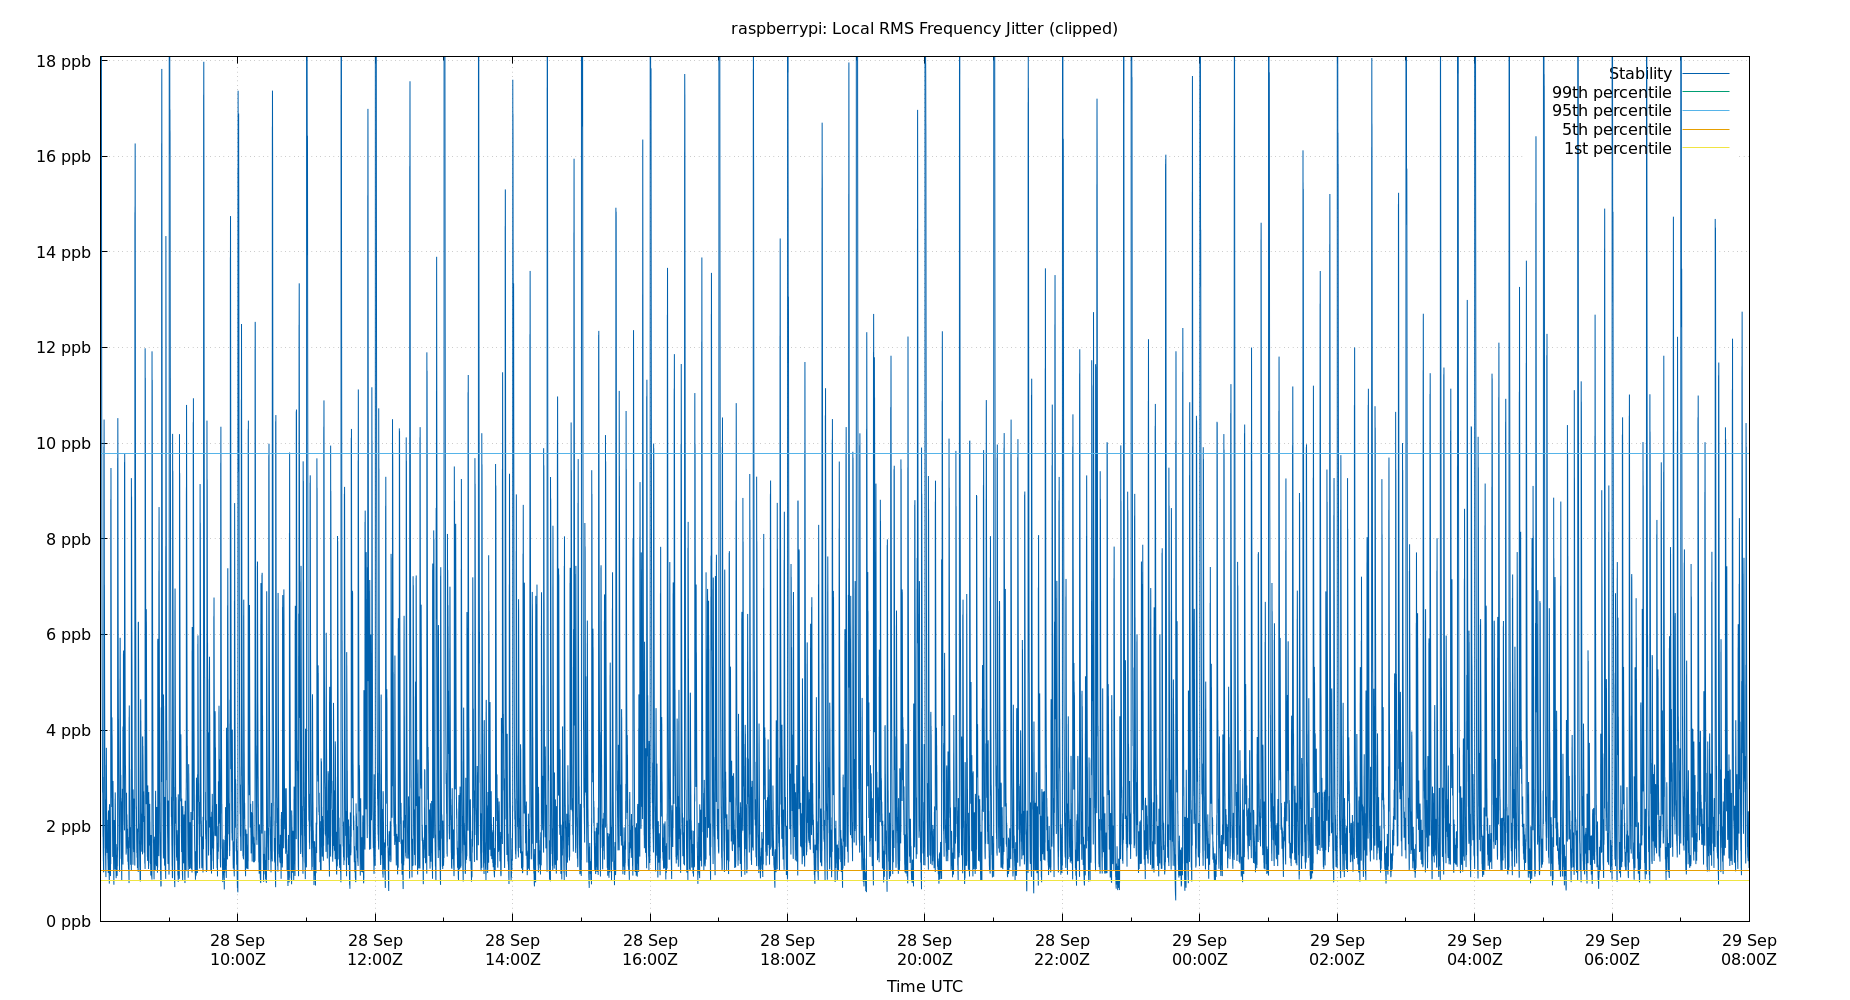 raspberrypi: Local RMS Frequency Jitter (clipped)
18 ppb
16 ppb
14 ppb
12 ppb
10 ppb
8 ppb
6 ppb
4 ppb
2 ppb
0 ppb
Stability
99th percentile
95th percentile
5th percentile
1st percentile
28 Sep 28 Sep 28 Sep 28 Sep 28 Sep 28 Sep 28 Sep 29 Sep 29 Sep 29 Sep 29 Sep 29 Sep
10:00Z 12:00Z 14:00Z 16:00Z 18:00Z 20:00Z 22:00Z 00:00Z 02:00Z 04:00Z 06:00Z 08:00Z
Time UTC